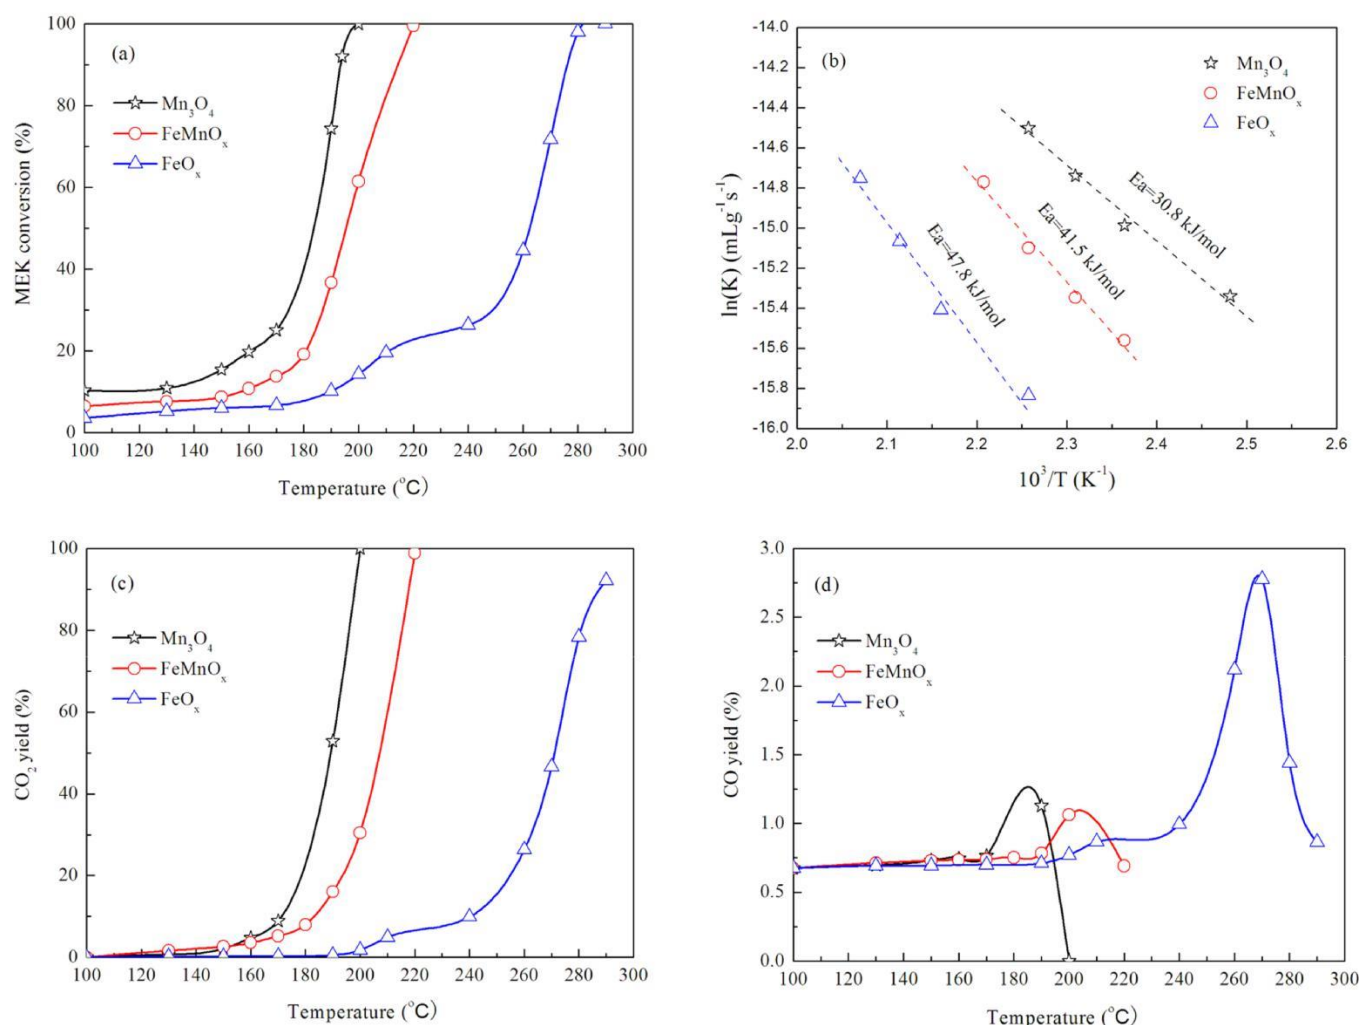 (a)
Mn₃O₄
FeMnOₓ
FeOₓ
MEK conversion (%)
100
80
60
40
20
0
100 120 140 160 180 200 220 240 260 280 300
Temperature (°C)
(b)
Mn₃O₄
FeMnOₓ
FeOₓ
Ea=30.8 kJ/mol
Ea=41.5 kJ/mol
Ea=47.8 kJ/mol
ln(K) (mLg⁻¹s⁻¹)
-14.0
-14.2
-14.4
-14.6
-14.8
-15.0
-15.2
-15.4
-15.6
-15.8
-16.0
2.0 2.1 2.2 2.3 2.4 2.5 2.6
10³/T (K⁻¹)
(c)
Mn₃O₄
FeMnOₓ
FeOₓ
CO₂ yield (%)
100
80
60
40
20
0
100 120 140 160 180 200 220 240 260 280 300
Temperature (°C)
(d)
Mn₃O₄
FeMnOₓ
FeOₓ
CO yield (%)
3.0
2.5
2.0
1.5
1.0
0.5
0.0
100 120 140 160 180 200 220 240 260 280 300
Temperature (°C)